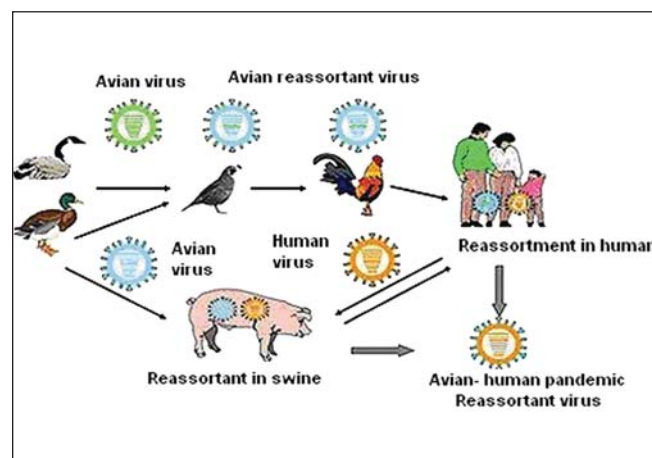 Avian virus
Avian reassortant virus
Avian
virus
Human
virus
Reassortment in human
Reassortant in swine
Avian- human pandemic
Reassortant virus